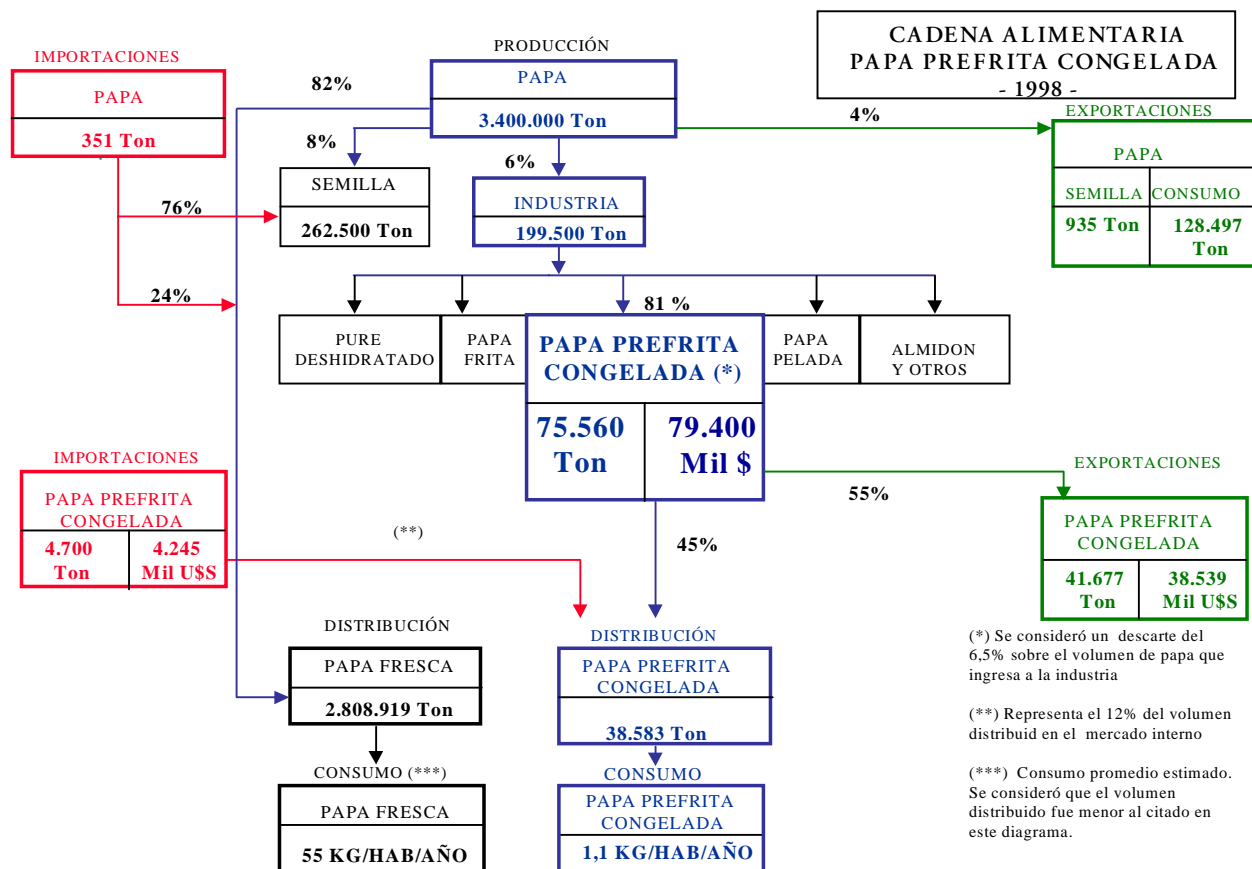 CADENA ALIMENTARIA
PAPA PREFRITA CONGELADA
- 1998 -
IMPORTACIONES
PAPA
351 Ton
76%
24%
PRODUCCIÓN
PAPA
3.400.000 Ton
82%
8%
6%
4%
EXPORTACIONES
PAPA
SEMILLA
CONSUMO
935 Ton
128.497
Ton
SEMILLA
262.500 Ton
INDUSTRIA
199.500 Ton
81 %
PURE
DESHIDRATADO
PAPA
FRITA
PAPA PREFRITA
CONGELADA (*)
75.560
Ton
79.400
Mil $
PAPA
PELADA
ALMIDON
Y OTROS
IMPORTACIONES
PAPA PREFRITA
CONGELADA
4.700
Ton
4.245
Mil U$S
(**)
45%
55%
EXPORTACIONES
PAPA PREFRITA
CONGELADA
41.677
Ton
38.539
Mil U$S
DISTRIBUCIÓN
PAPA FRESCA
2.808.919 Ton
CONSUMO (***)
PAPA FRESCA
55 KG/HAB/AÑO
DISTRIBUCIÓN
PAPA PREFRITA
CONGELADA
38.583 Ton
CONSUMO
PAPA PREFRITA
CONGELADA
1,1 KG/HAB/AÑO
(*) Se consideró un descarte del
6,5% sobre el volumen de papa que
ingresa a la industria
(**) Representa el 12% del volumen
distribuid en el mercado interno
(***) Consumo promedio estimado.
Se consideró que el volumen
distribuido fue menor al citado en
este diagrama.